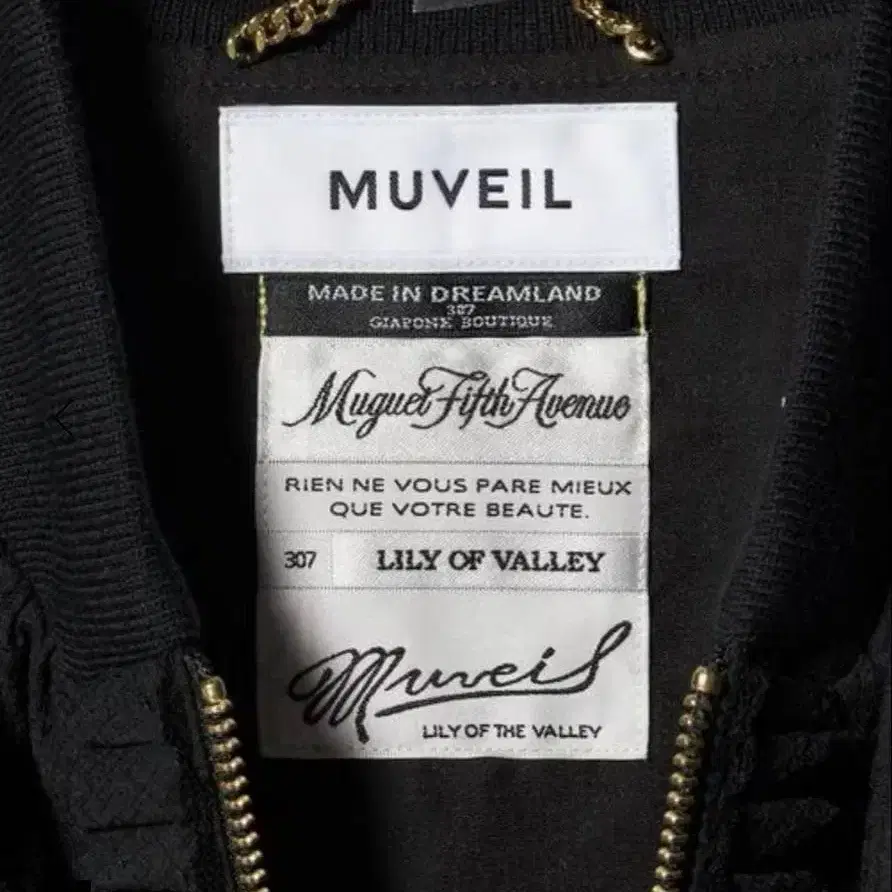 MUVEIL
MADE IN DREAMLAND
307
GIAPONE BOUTIQUE
Muguet Fifth Avenue
RIEN NE VOUS PARE MIEUX
QUE VOTRE BEAUTE.
307 LILY OF VALLEY
Muveil
LILY OF THE VALLEY